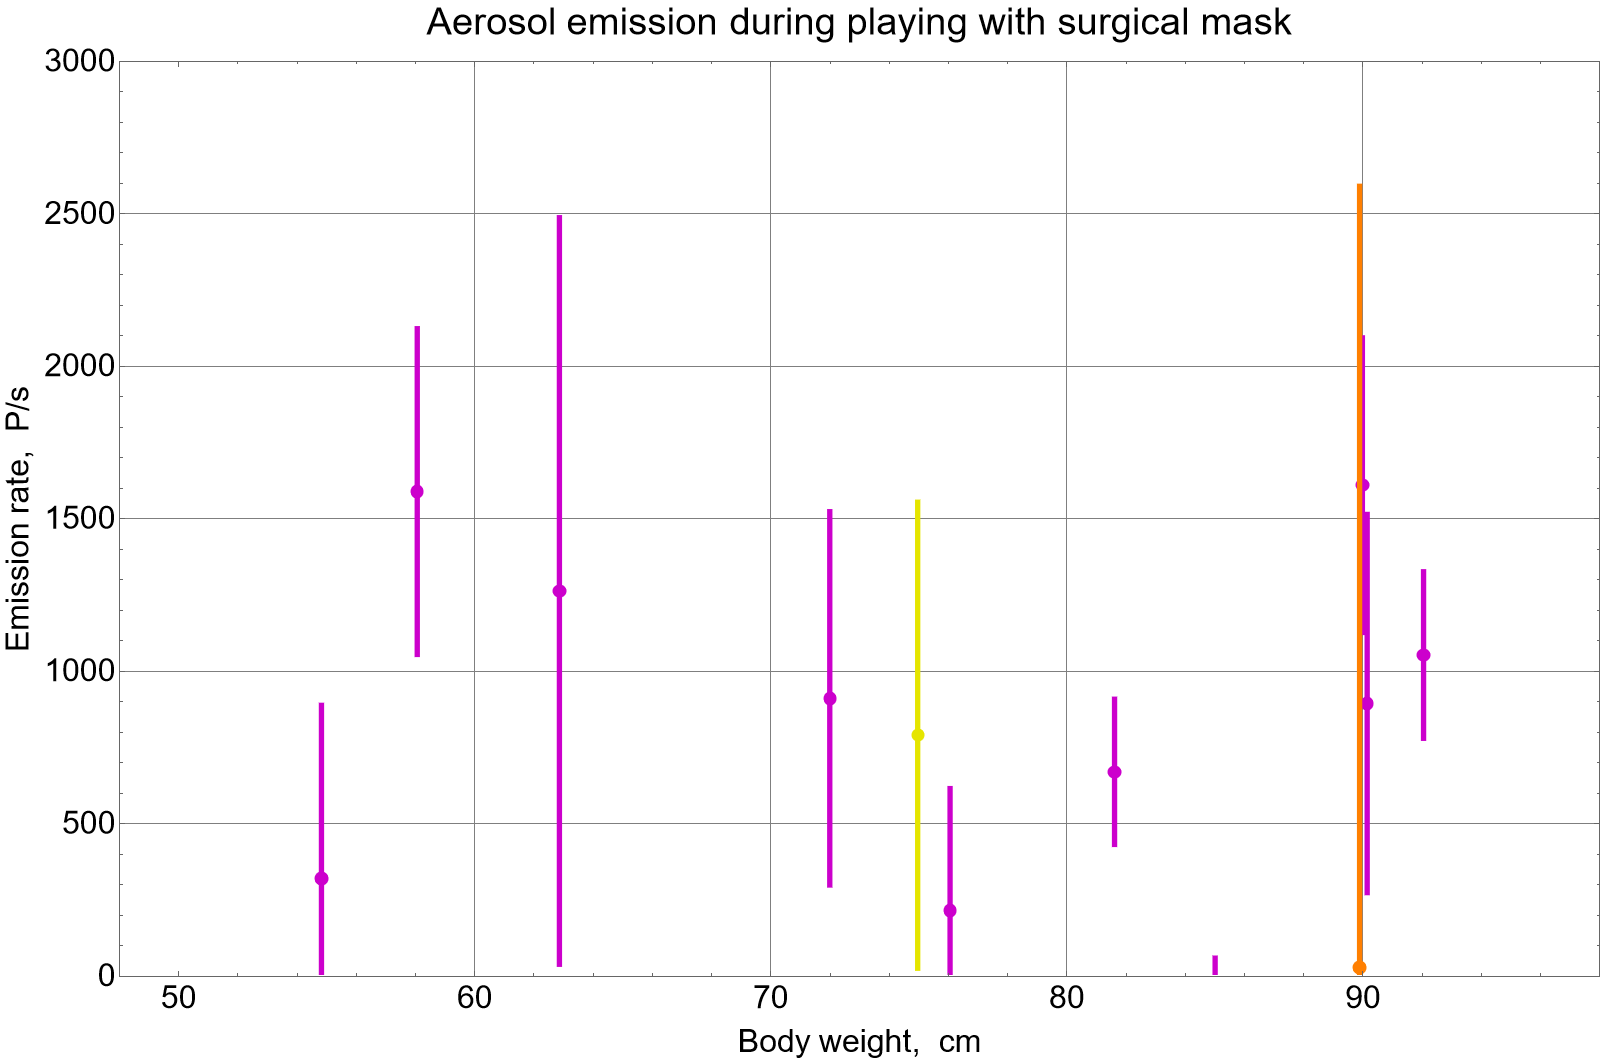 Aerosol emission during playing with surgical mask
3000
2500
2000
1500
1000
500
0
Emission rate, P/s
50 60 70 80 90
Body weight, cm